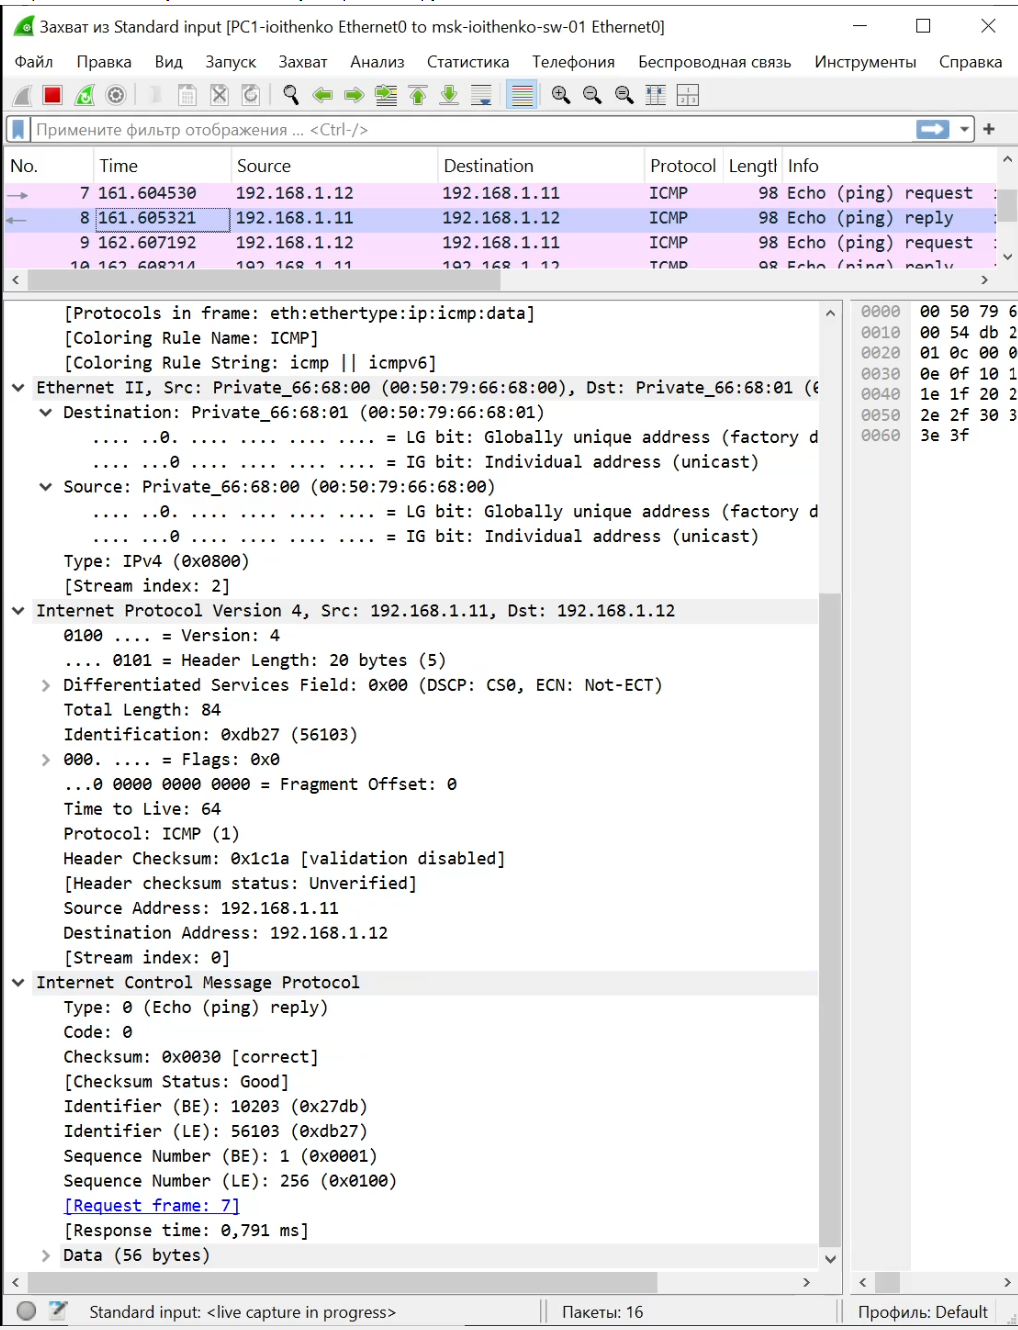 Захват из Standard input [PC1-ioithenko Ethernet0 to msk-ioithenko-sw-01 Ethernet0]
Файл Правка Вид Запуск Захват Анализ Статистика Телефония Беспроводная связь Инструменты Справка
Примените фильтр отображения ... <Ctrl-/>
No. Time Source Destination Protocol Length Info
7 161.604530 192.168.1.12 192.168.1.11 ICMP 98 Echo (ping) request
8 161.605321 192.168.1.11 192.168.1.12 ICMP 98 Echo (ping) reply
9 162.607192 192.168.1.12 192.168.1.11 ICMP 98 Echo (ping) request
10 162.608214 192.168.1.11 192.168.1.12 ICMP 98 Echo (ping) reply
[Protocols in frame: eth:ethertype:ip:icmp:data]
[Coloring Rule Name: ICMP]
[Coloring Rule String: icmp || icmpv6]
Ethernet II, Src: Private_66:68:00 (00:50:79:66:68:00), Dst: Private_66:68:01 (0
Destination: Private_66:68:01 (00:50:79:66:68:01)
.... ..0. .... .... .... .... = LG bit: Globally unique address (factory d
.... ...0 .... .... .... .... = IG bit: Individual address (unicast)
Source: Private_66:68:00 (00:50:79:66:68:00)
.... ..0. .... .... .... .... = LG bit: Globally unique address (factory d
.... ...0 .... .... .... .... = IG bit: Individual address (unicast)
Type: IPv4 (0x0800)
[Stream index: 2]
Internet Protocol Version 4, Src: 192.168.1.11, Dst: 192.168.1.12
0100 .... = Version: 4
.... 0101 = Header Length: 20 bytes (5)
Differentiated Services Field: 0x00 (DSCP: CS0, ECN: Not-ECT)
Total Length: 84
Identification: 0xdb27 (56103)
000. .... = Flags: 0x0
...0 0000 0000 0000 = Fragment Offset: 0
Time to Live: 64
Protocol: ICMP (1)
Header Checksum: 0x1c1a [validation disabled]
[Header checksum status: Unverified]
Source Address: 192.168.1.11
Destination Address: 192.168.1.12
[Stream index: 0]
Internet Control Message Protocol
Type: 0 (Echo (ping) reply)
Code: 0
Checksum: 0x0030 [correct]
[Checksum Status: Good]
Identifier (BE): 10203 (0x27db)
Identifier (LE): 56103 (0xdb27)
Sequence Number (BE): 1 (0x0001)
Sequence Number (LE): 256 (0x0100)
[Request frame: 7]
[Response time: 0,791 ms]
Data (56 bytes)
0000 00 50 79 6
0010 00 54 db 2
0020 01 0c 00 0
0030 0e 0f 10 1
0040 1e 1f 20 2
0050 2e 2f 30 3
0060 3e 3f
Standard input: <live capture in progress> Пакеты: 16 Профиль: Default